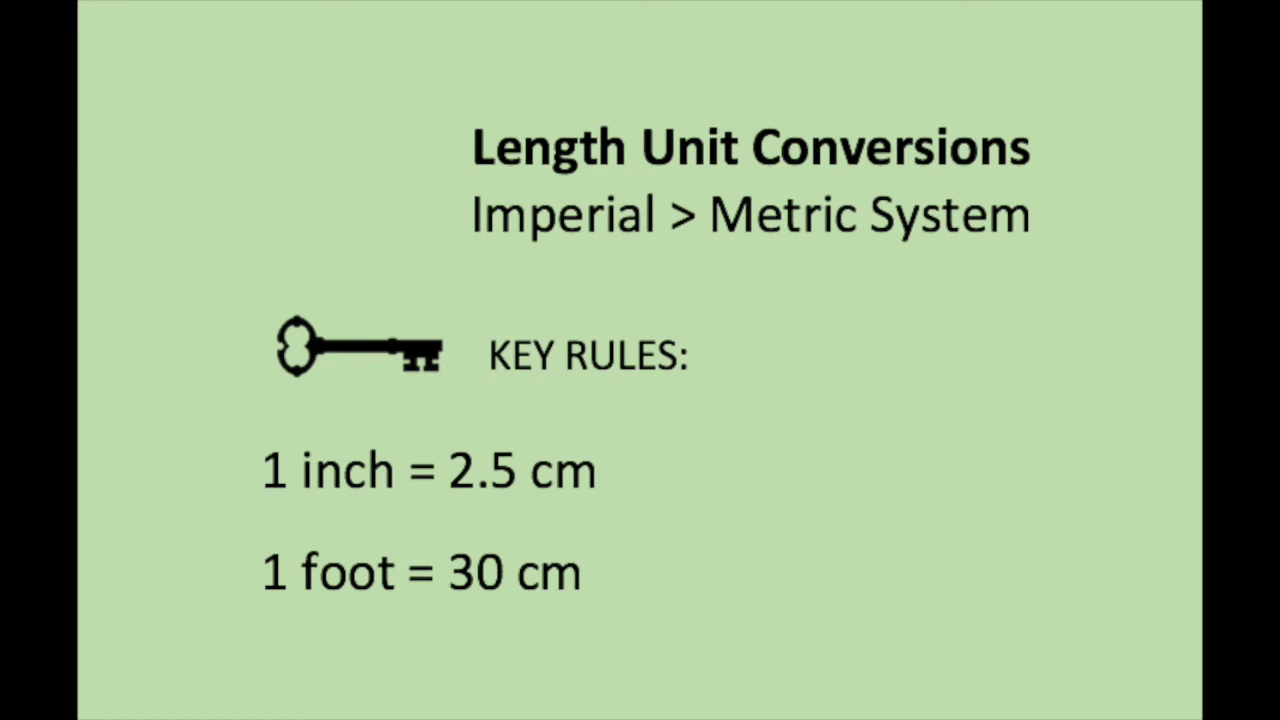 Length Unit Conversions
Imperial > Metric System
KEY RULES:
1 inch = 2.5 cm
1 foot = 30 cm